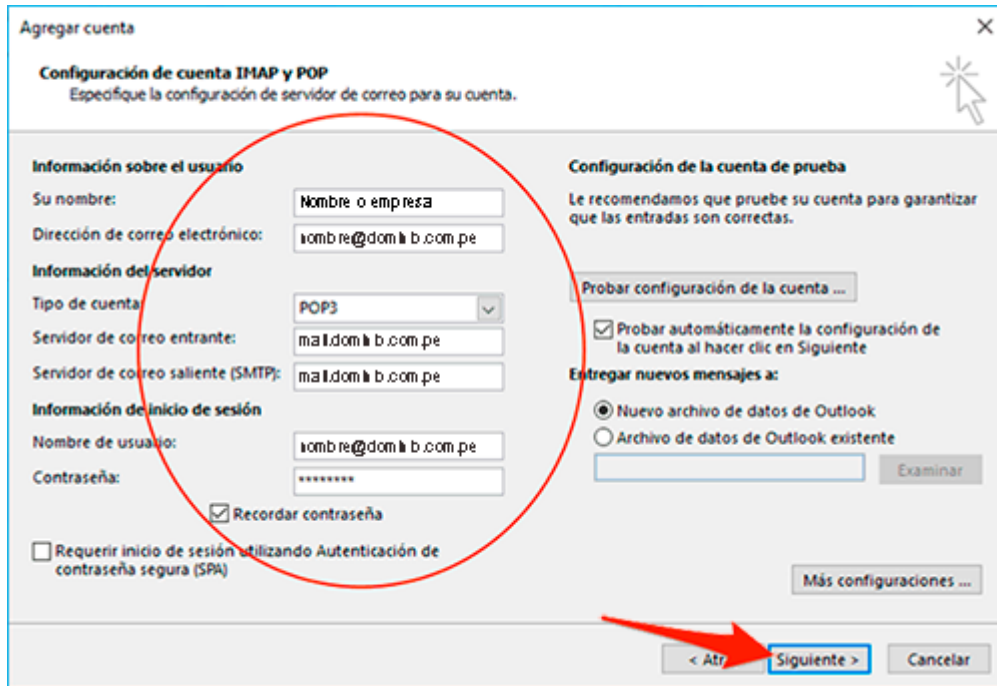 Agregar cuenta
Configuración de cuenta IMAP y POP
Especifique la configuración de servidor de correo para su cuenta.
Información sobre el usuario
Su nombre: Nombre o empresa
Dirección de correo electrónico:
Información del servidor
Tipo de cuenta: POP3
Servidor de correo entrante:
Servidor de correo saliente (SMTP):
Información de inicio de sesión
Nombre de usuario:
Contraseña: ********
Recordar contraseña
Requerir inicio de sesión utilizando Autenticación de
contraseña segura (SPA)
Configuración de la cuenta de prueba
Le recomendamos que pruebe su cuenta para garantizar
que las entradas son correctas.
Probar configuración de la cuenta ...
Probar automáticamente la configuración de
la cuenta al hacer clic en Siguiente
Entregar nuevos mensajes a:
Nuevo archivo de datos de Outlook
Archivo de datos de Outlook existente
Examinar
Más configuraciones ...
< Siguiente > Cancelar